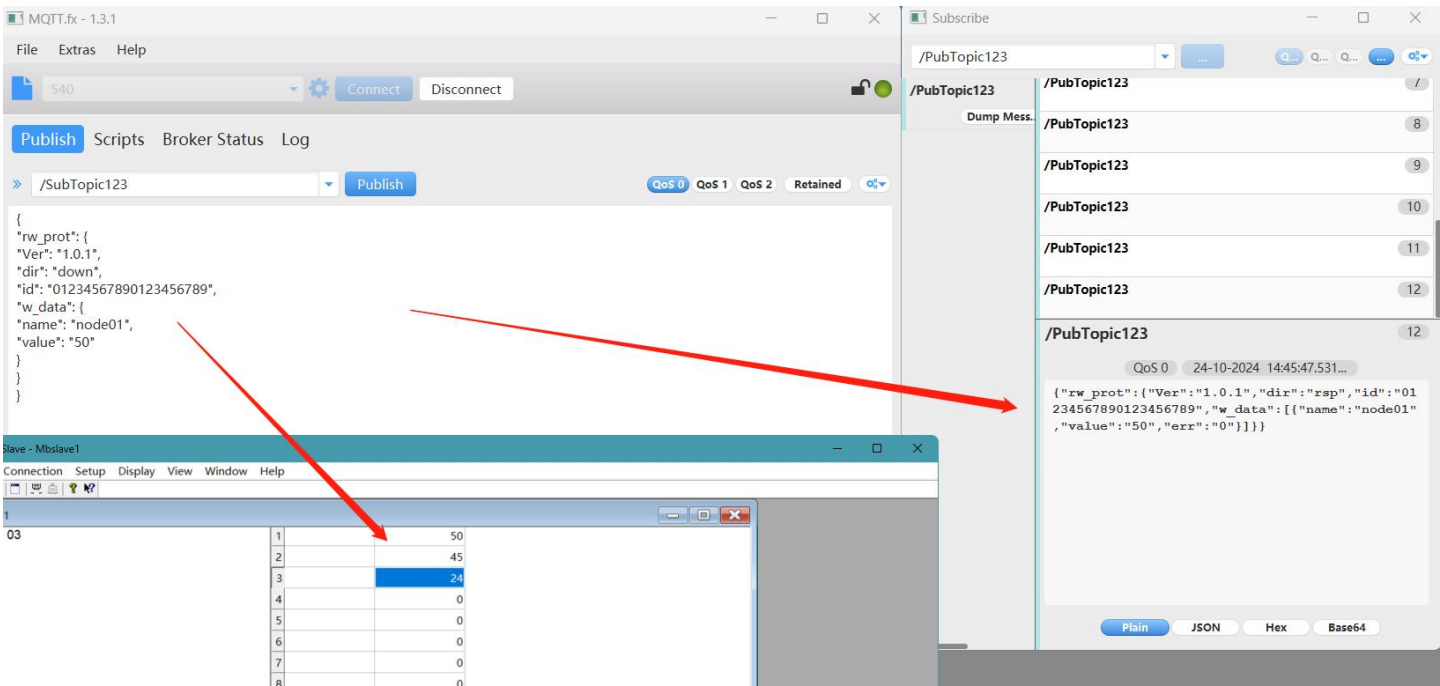 MQTT.fx - 1.3.1
File Extras Help
540
Connect
Disconnect
Publish Scripts Broker Status Log
/SubTopic123
Publish
QoS 0 QoS 1 QoS 2 Retained
{
"rw_prot": {
"Ver": "1.0.1",
"dir": "down",
"id": "01234567890123456789",
"w_data": {
"name": "node01",
"value": "50"
}
}
}
Subscribe
/PubTopic123
...
Q... Q... Q... ...
/PubTopic123
Dump Mess..
/PubTopic123 7
/PubTopic123 8
/PubTopic123 9
/PubTopic123 10
/PubTopic123 11
/PubTopic123 12
/PubTopic123 12
QoS 0 24-10-2024 14:45:47.531...
{"rw_prot":{"Ver":"1.0.1","dir":"rsp","id":"01
234567890123456789","w_data":[{"name":"node01"
,"value":"50","err":"0"}]}}
Plain JSON Hex Base64
Slave - Mbslave1
Connection Setup Display View Window Help
1
03
1 50
2 45
3 24
4 0
5 0
6 0
7 0
8 0